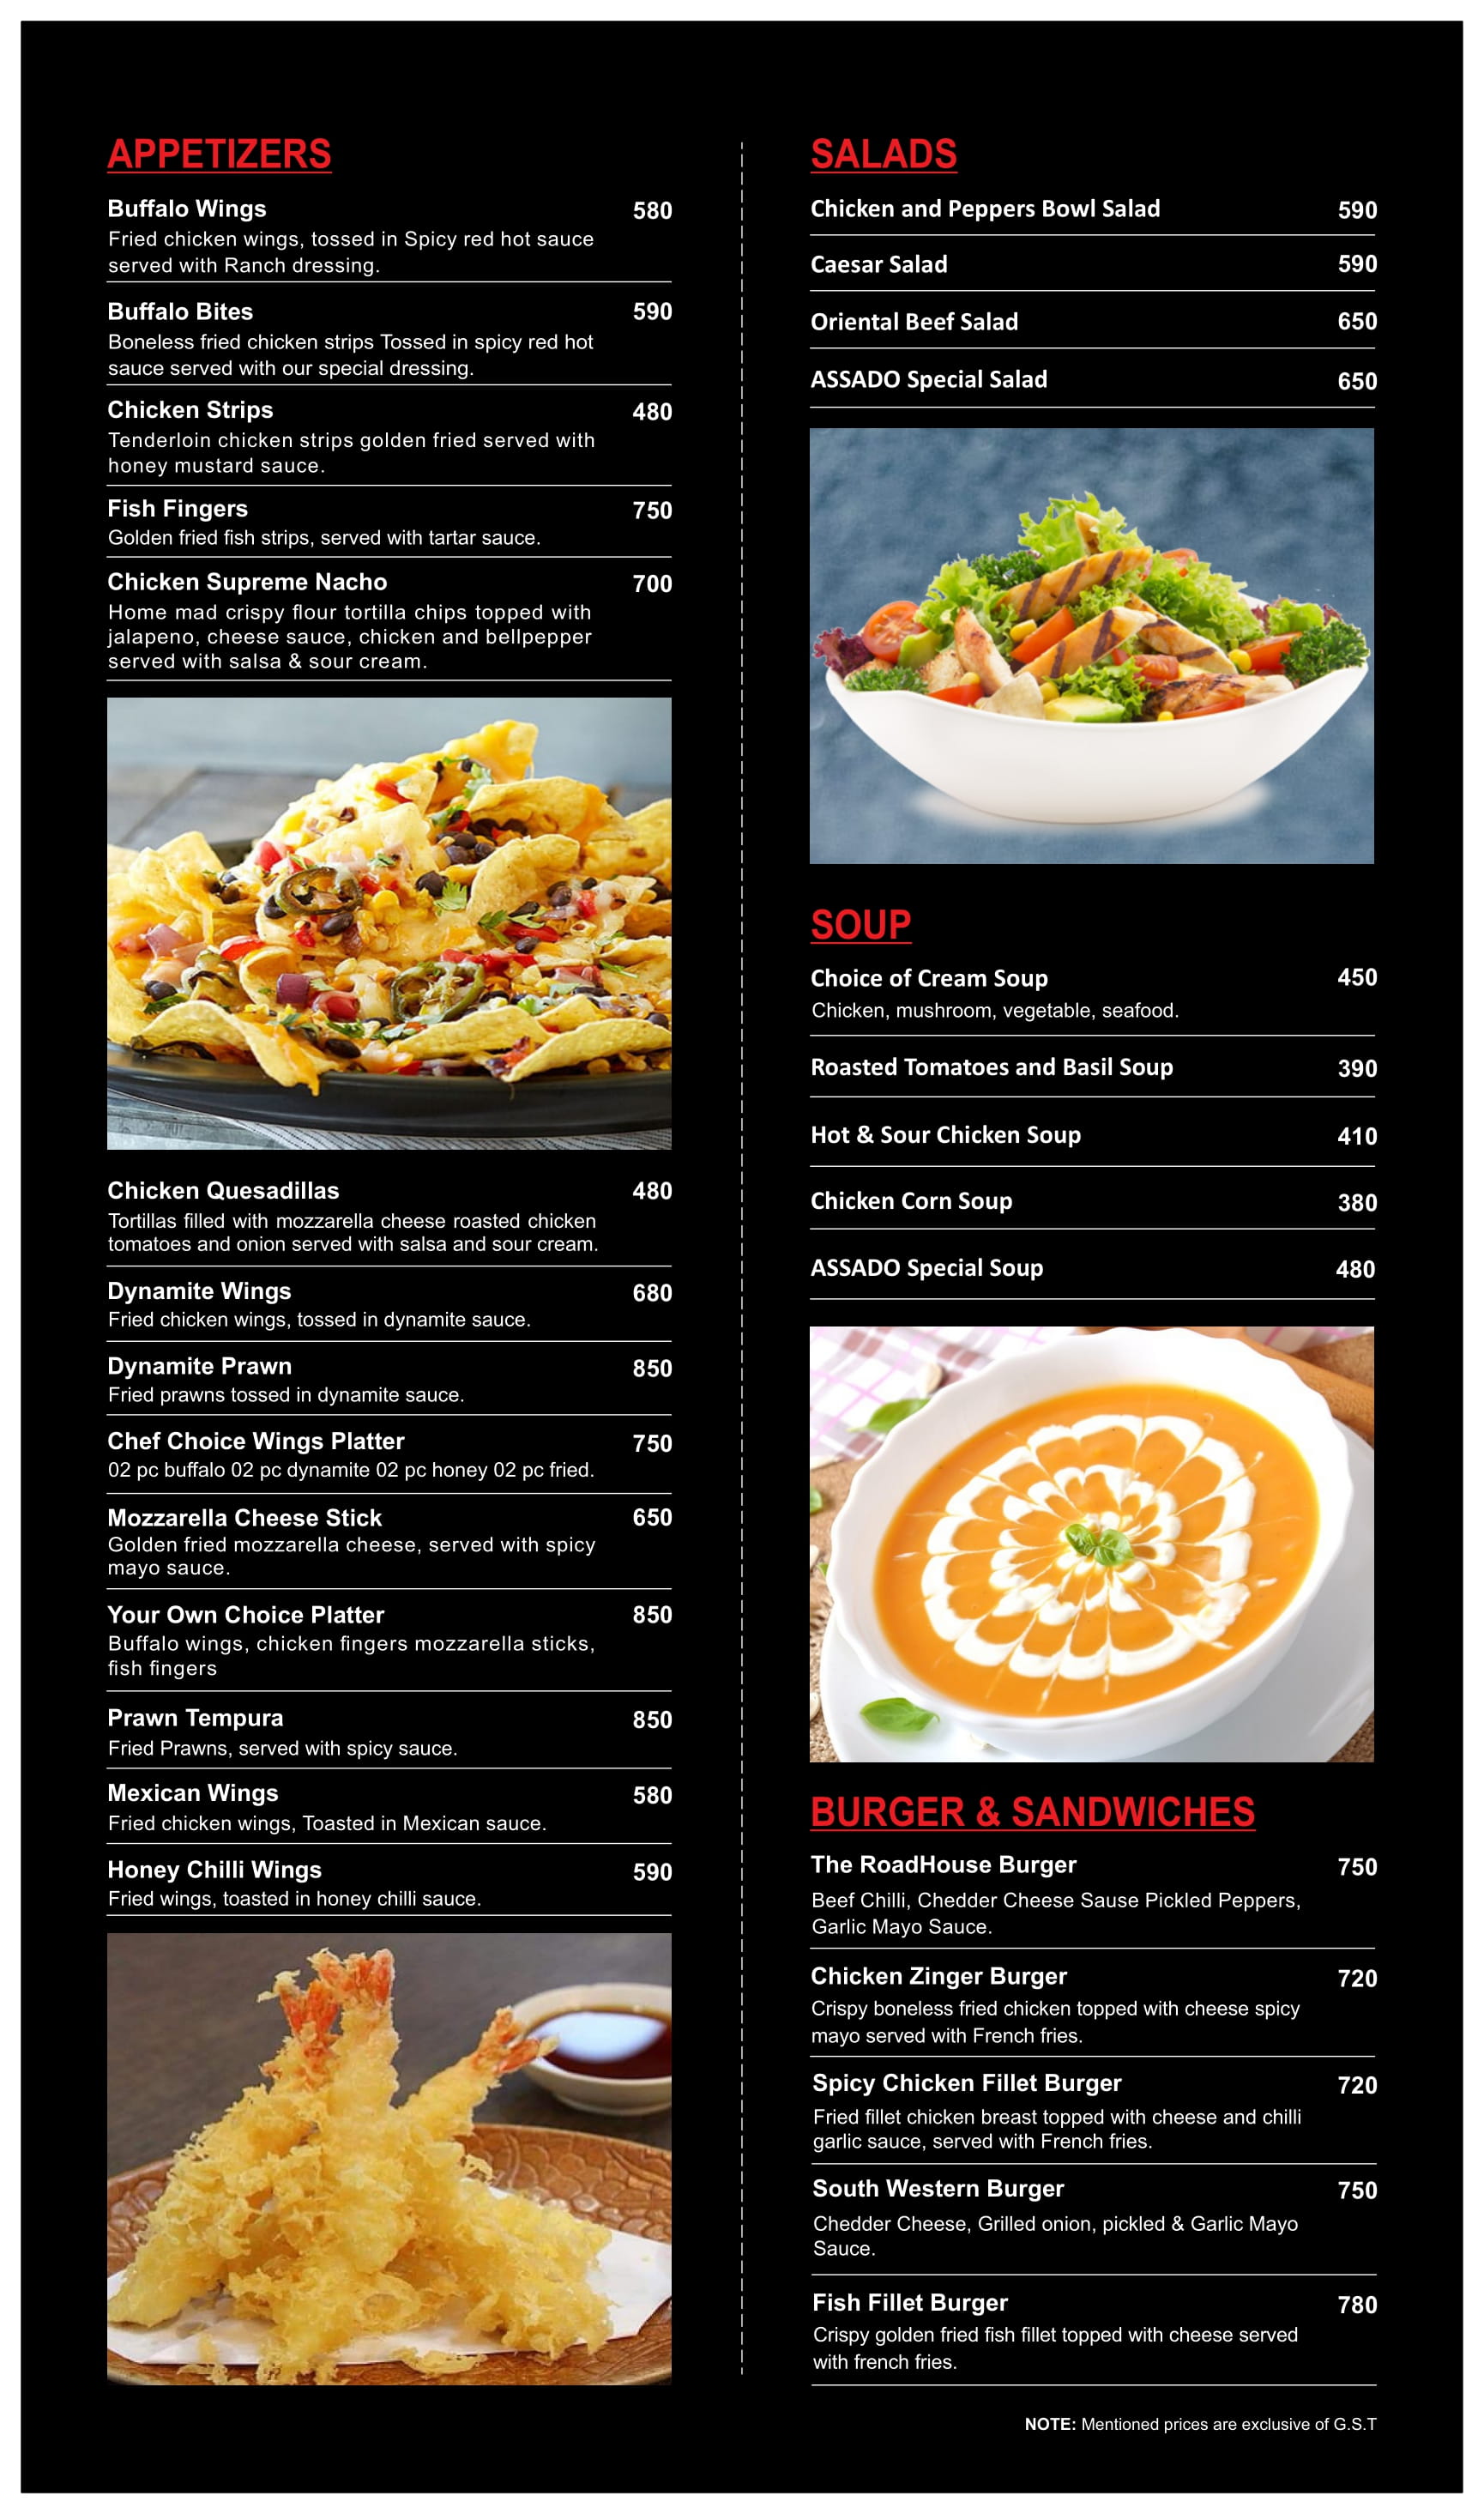 APPETIZERS
Buffalo Wings 580
Fried chicken wings, tossed in Spicy red hot sauce
served with Ranch dressing.
Buffalo Bites 590
Boneless fried chicken strips Tossed in spicy red hot
sauce served with our special dressing.
Chicken Strips 480
Tenderloin chicken strips golden fried served with
honey mustard sauce.
Fish Fingers 750
Golden fried fish strips, served with tartar sauce.
Chicken Supreme Nacho 700
Home mad crispy flour tortilla chips topped with
jalapeno, cheese sauce, chicken and bellpepper
served with salsa & sour cream.
Chicken Quesadillas 480
Tortillas filled with mozzarella cheese roasted chicken
tomatoes and onion served with salsa and sour cream.
Dynamite Wings 680
Fried chicken wings, tossed in dynamite sauce.
Dynamite Prawn 850
Fried prawns tossed in dynamite sauce.
Chef Choice Wings Platter 750
02 pc buffalo 02 pc dynamite 02 pc honey 02 pc fried.
Mozzarella Cheese Stick 650
Golden fried mozzarella cheese, served with spicy
mayo sauce.
Your Own Choice Platter 850
Buffalo wings, chicken fingers mozzarella sticks,
fish fingers
Prawn Tempura 850
Fried Prawns, served with spicy sauce.
Mexican Wings 580
Fried chicken wings, Toasted in Mexican sauce.
Honey Chilli Wings 590
Fried wings, toasted in honey chilli sauce.
SALADS
Chicken and Peppers Bowl Salad 590
Caesar Salad 590
Oriental Beef Salad 650
ASSADO Special Salad 650
SOUP
Choice of Cream Soup 450
Chicken, mushroom, vegetable, seafood.
Roasted Tomatoes and Basil Soup 390
Hot & Sour Chicken Soup 410
Chicken Corn Soup 380
ASSADO Special Soup 480
BURGER & SANDWICHES
The RoadHouse Burger 750
Beef Chilli, Chedder Cheese Sause Pickled Peppers,
Garlic Mayo Sauce.
Chicken Zinger Burger 720
Crispy boneless fried chicken topped with cheese spicy
mayo served with French fries.
Spicy Chicken Fillet Burger 720
Fried fillet chicken breast topped with cheese and chilli
garlic sauce, served with French fries.
South Western Burger 750
Chedder Cheese, Grilled onion, pickled & Garlic Mayo
Sauce.
Fish Fillet Burger 780
Crispy golden fried fish fillet topped with cheese served
with french fries.
NOTE: Mentioned prices are exclusive of G.S.T